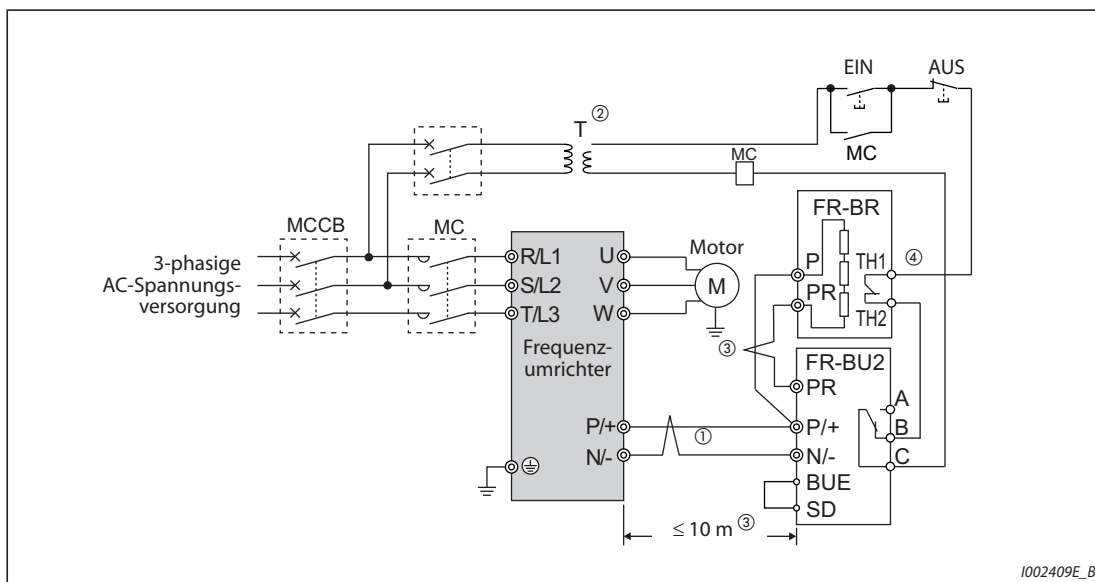 EIN AUS
T ②
MC
MC
FR-BR
MCCB MC
3-phasige
AC-Spannungs-
versorgung
R/L1
S/L2
T/L3
U
V
W
Motor
M
P
PR
TH1
TH2
④
③
Frequenz-
umrichter
FR-BU2
PR
A
B
C
P/+
N/-
①
P/+
N/-
BUE
SD
≤ 10 m ③
I002409E_B